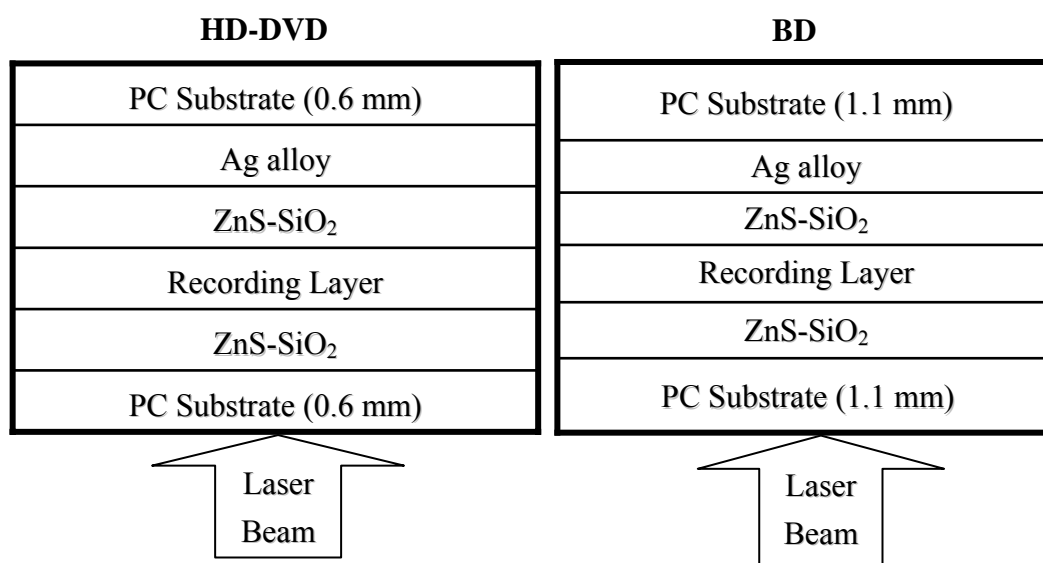 HD-DVD
PC Substrate (0.6 mm)
Ag alloy
ZnS-SiO₂
Recording Layer
ZnS-SiO₂
PC Substrate (0.6 mm)
Laser
Beam
BD
PC Substrate (1.1 mm)
Ag alloy
ZnS-SiO₂
Recording Layer
ZnS-SiO₂
PC Substrate (1.1 mm)
Laser
Beam